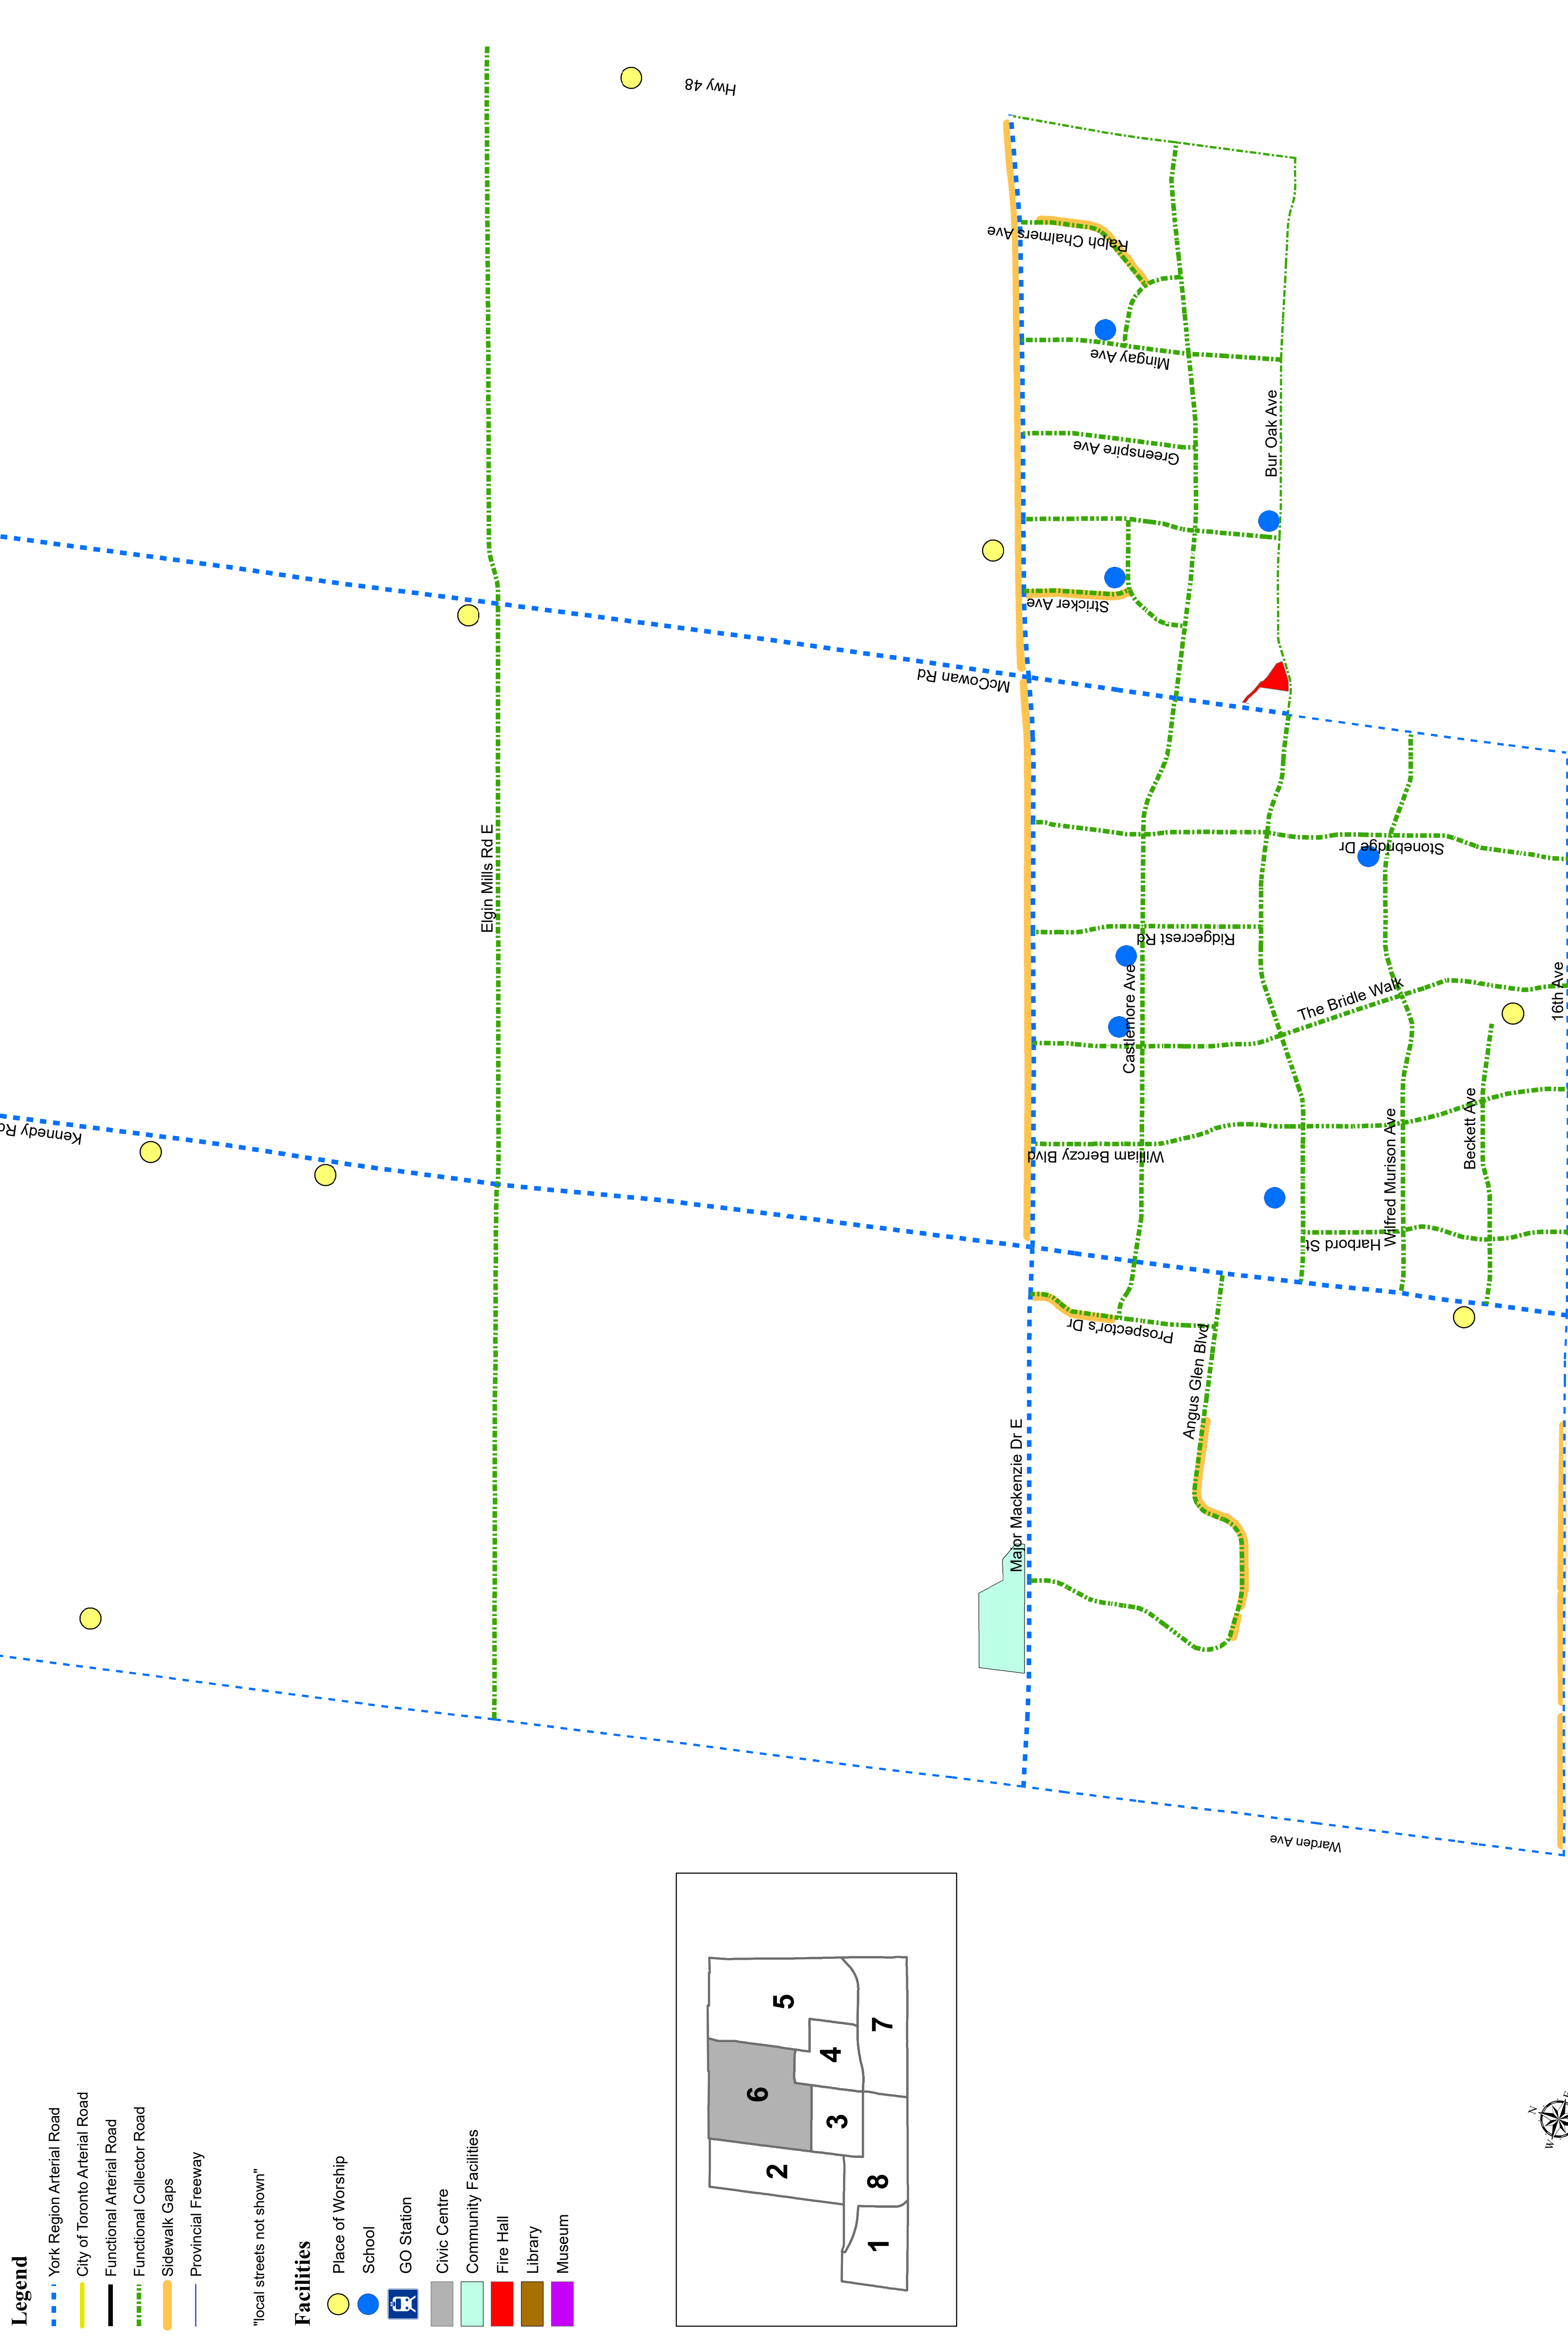 Hwy 48
Ralph Chalmers Ave
Mingay Ave
Greenspire Ave
Bur Oak Ave
Stricker Ave
McCowan Rd
Elgin Mills Rd E
Stonebridge Dr
Ridgecrest Rd
Castlemore Ave
The Bridle Walk
16th Ave
Kennedy Rd
William Berczy Blvd
Wilfred Murison Ave
Beckett Ave
Harbord St
Prospector's Dr
Angus Glen Blvd
Major Mackenzie Dr E
Warden Ave
Legend
York Region Arterial Road
City of Toronto Arterial Road
Functional Arterial Road
Functional Collector Road
Sidewalk Gaps
Provincial Freeway
"local streets not shown"
Facilities
Place of Worship
School
GO Station
Civic Centre
Community Facilities
Fire Hall
Library
Museum
1
2
3
4
5
6
7
8
N
W
E